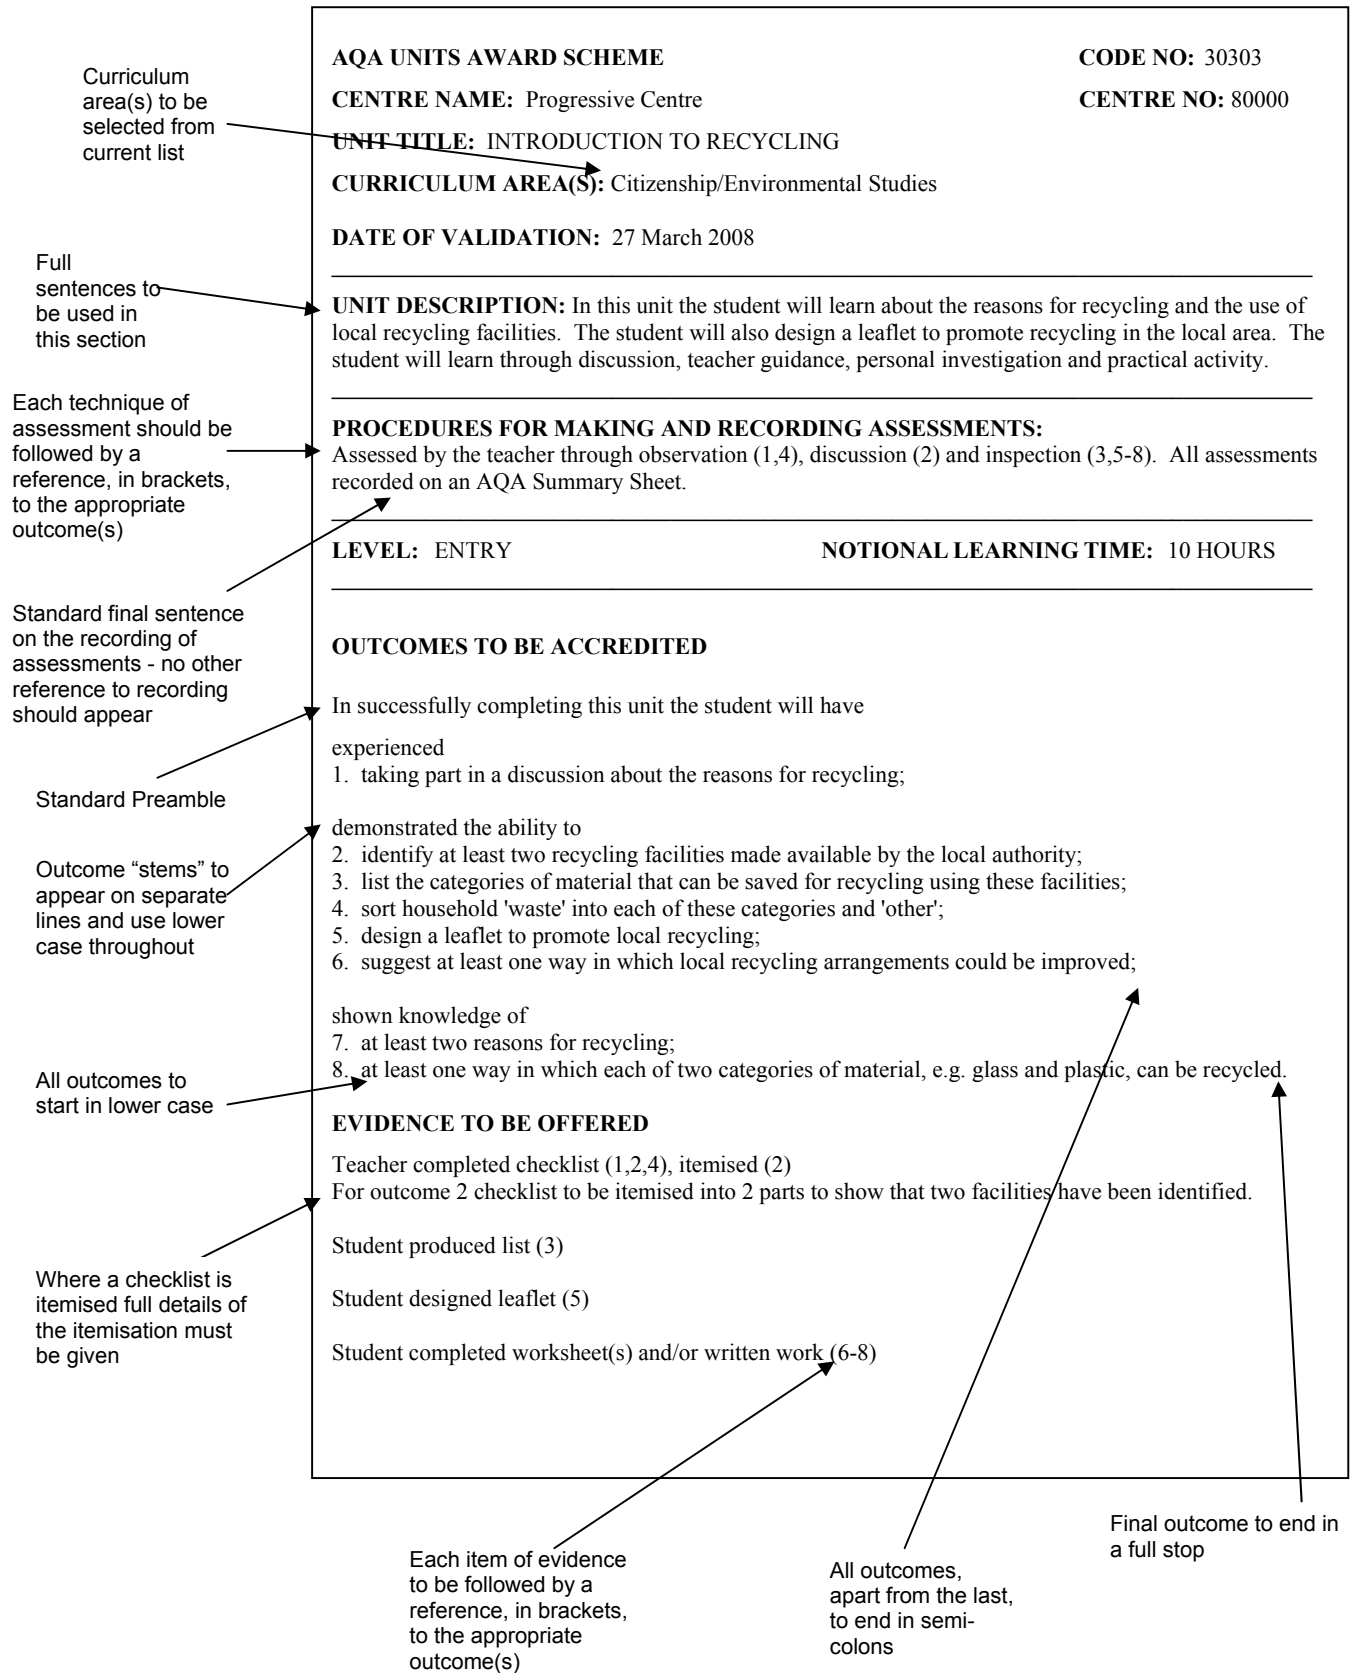 AQA UNITS AWARD SCHEME CODE NO: 30303
CENTRE NAME: Progressive Centre CENTRE NO: 80000
UNIT TITLE: INTRODUCTION TO RECYCLING
CURRICULUM AREA(S): Citizenship/Environmental Studies
DATE OF VALIDATION: 27 March 2008
UNIT DESCRIPTION: In this unit the student will learn about the reasons for recycling and the use of
local recycling facilities. The student will also design a leaflet to promote recycling in the local area. The
student will learn through discussion, teacher guidance, personal investigation and practical activity.
PROCEDURES FOR MAKING AND RECORDING ASSESSMENTS:
Assessed by the teacher through observation (1,4), discussion (2) and inspection (3,5-8). All assessments
recorded on an AQA Summary Sheet.
LEVEL: ENTRY NOTIONAL LEARNING TIME: 10 HOURS
OUTCOMES TO BE ACCREDITED
In successfully completing this unit the student will have
experienced
1. taking part in a discussion about the reasons for recycling;
demonstrated the ability to
2. identify at least two recycling facilities made available by the local authority;
3. list the categories of material that can be saved for recycling using these facilities;
4. sort household 'waste' into each of these categories and 'other';
5. design a leaflet to promote local recycling;
6. suggest at least one way in which local recycling arrangements could be improved;
shown knowledge of
7. at least two reasons for recycling;
8. at least one way in which each of two categories of material, e.g. glass and plastic, can be recycled.
EVIDENCE TO BE OFFERED
Teacher completed checklist (1,2,4), itemised (2)
For outcome 2 checklist to be itemised into 2 parts to show that two facilities have been identified.
Student produced list (3)
Student designed leaflet (5)
Student completed worksheet(s) and/or written work (6-8)
Curriculum
area(s) to be
selected from
current list
Full
sentences to
be used in
this section
Each technique of
assessment should be
followed by a
reference, in brackets,
to the appropriate
outcome(s)
Standard final sentence
on the recording of
assessments - no other
reference to recording
should appear
Standard Preamble
Outcome “stems” to
appear on separate
lines and use lower
case throughout
All outcomes to
start in lower case
Where a checklist is
itemised full details of
the itemisation must
be given
Each item of evidence
to be followed by a
reference, in brackets,
to the appropriate
outcome(s)
All outcomes,
apart from the last,
to end in semi-
colons
Final outcome to end in
a full stop